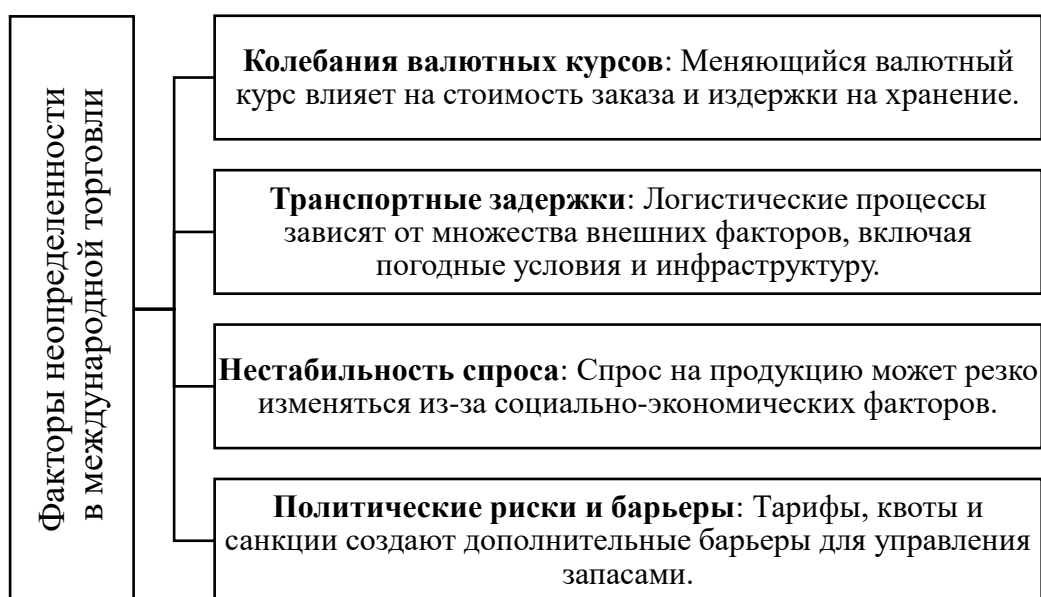 Факторы неопределенности
в международной торговли
Колебания валютных курсов: Меняющийся валютный
курс влияет на стоимость заказа и издержки на хранение.
Транспортные задержки: Логистические процессы
зависят от множества внешних факторов, включая
погодные условия и инфраструктуру.
Нестабильность спроса: Спрос на продукцию может резко
изменяться из-за социально-экономических факторов.
Политические риски и барьеры: Тарифы, квоты и
санкции создают дополнительные барьеры для управления
запасами.